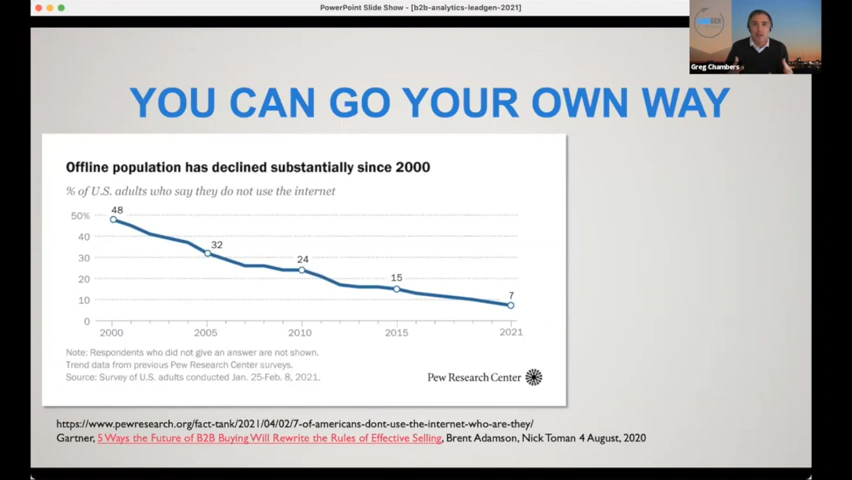 PowerPoint Slide Show - [b2b-analytics-leadgen-2021]
Greg Chambers
YOU CAN GO YOUR OWN WAY
Offline population has declined substantially since 2000
% of U.S. adults who say they do not use the internet
50%
40
30
20
10
0
48
32
24
15
7
2000 2005 2010 2015 2021
Note: Respondents who did not give an answer are not shown.
Trend data from previous Pew Research Center surveys.
Source: Survey of U.S. adults conducted Jan. 25-Feb. 8, 2021.
Pew Research Center
https://www.pewresearch.org/fact-tank/2021/04/02/7-of-americans-dont-use-the-internet-who-are-they/
Gartner, 5 Ways the Future of B2B Buying Will Rewrite the Rules of Effective Selling, Brent Adamson, Nick Toman 4 August, 2020